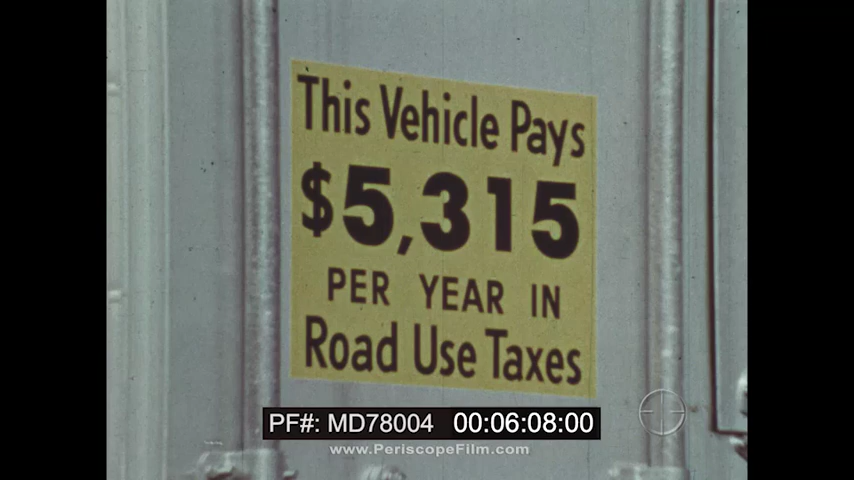 This Vehicle Pays
$5,315
PER YEAR IN
Road Use Taxes
PF#: MD78004 00:06:08:00
www.PeriscopeFilm.com